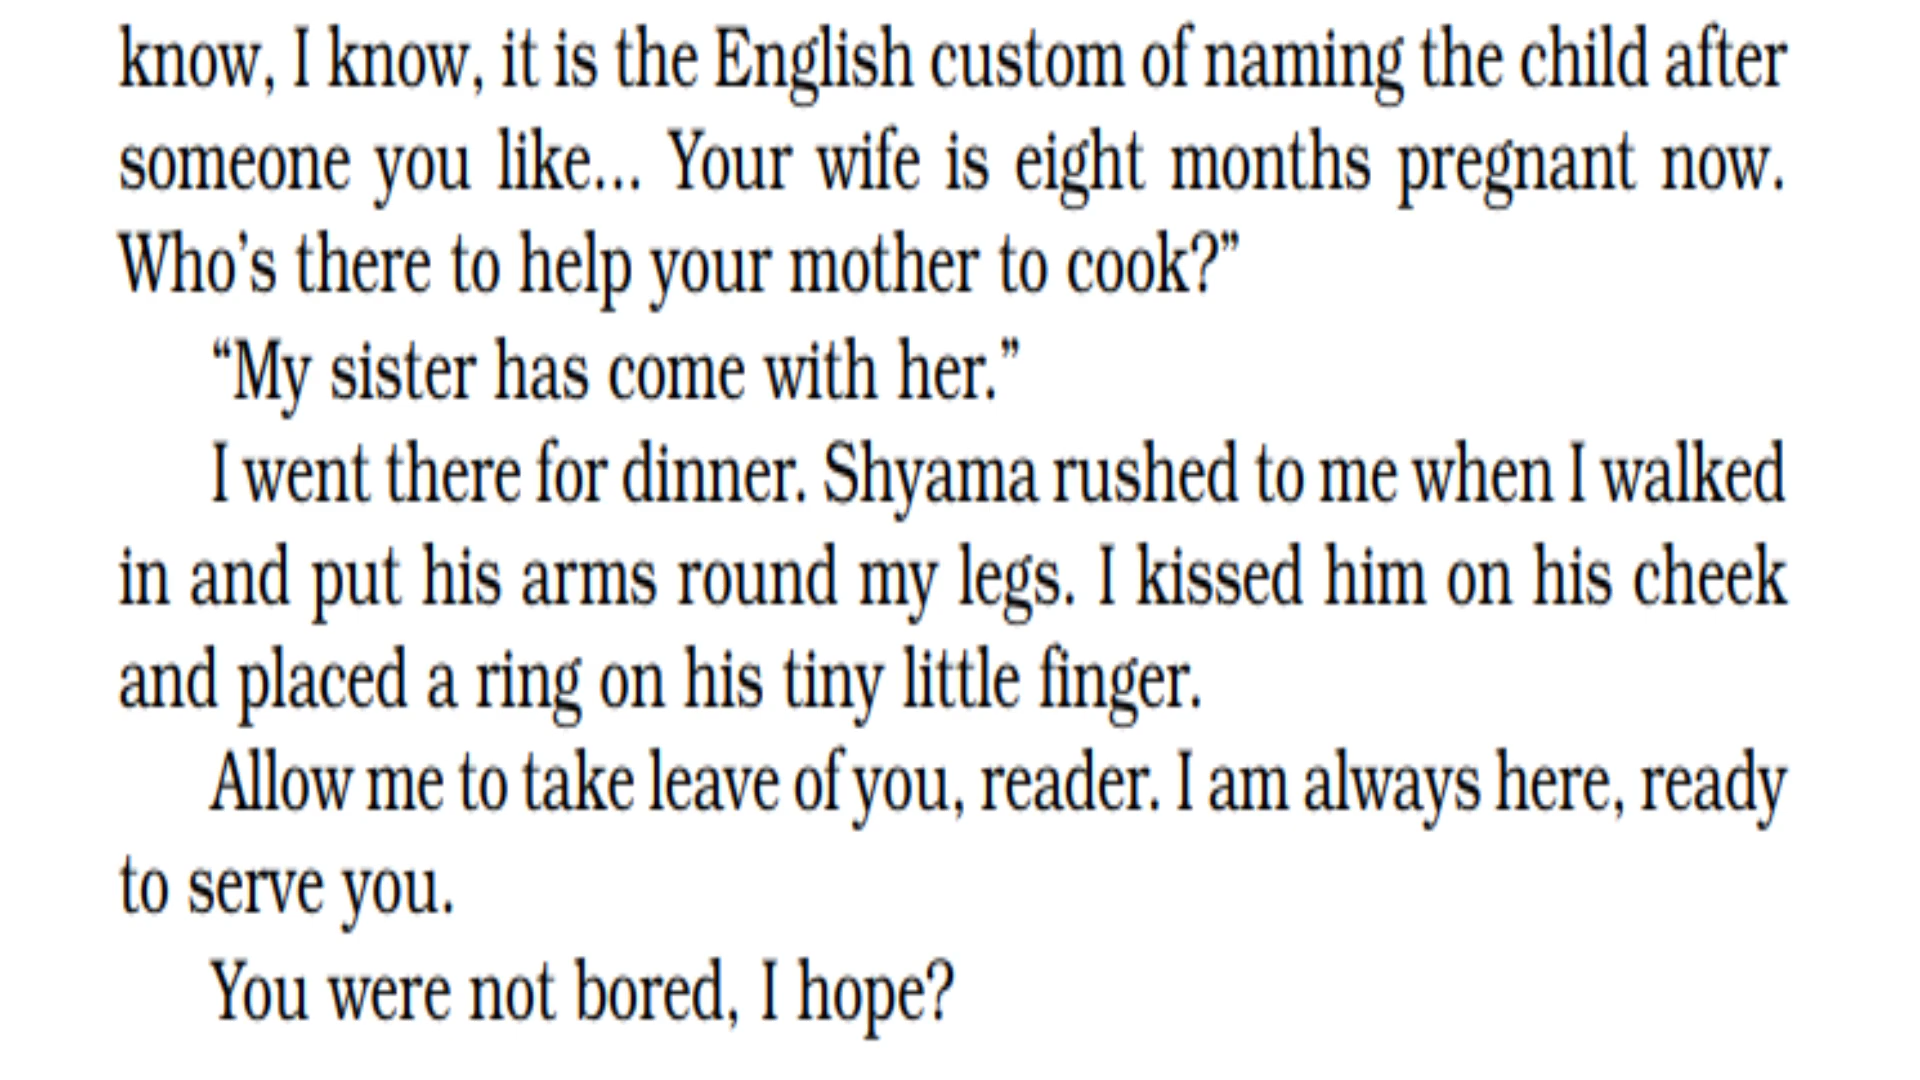 know, I know, it is the English custom of naming the child after
someone you like... Your wife is eight months pregnant now.
Who’s there to help your mother to cook?”
“My sister has come with her.”
I went there for dinner. Shyama rushed to me when I walked
in and put his arms round my legs. I kissed him on his cheek
and placed a ring on his tiny little finger.
Allow me to take leave of you, reader. I am always here, ready
to serve you.
You were not bored, I hope?